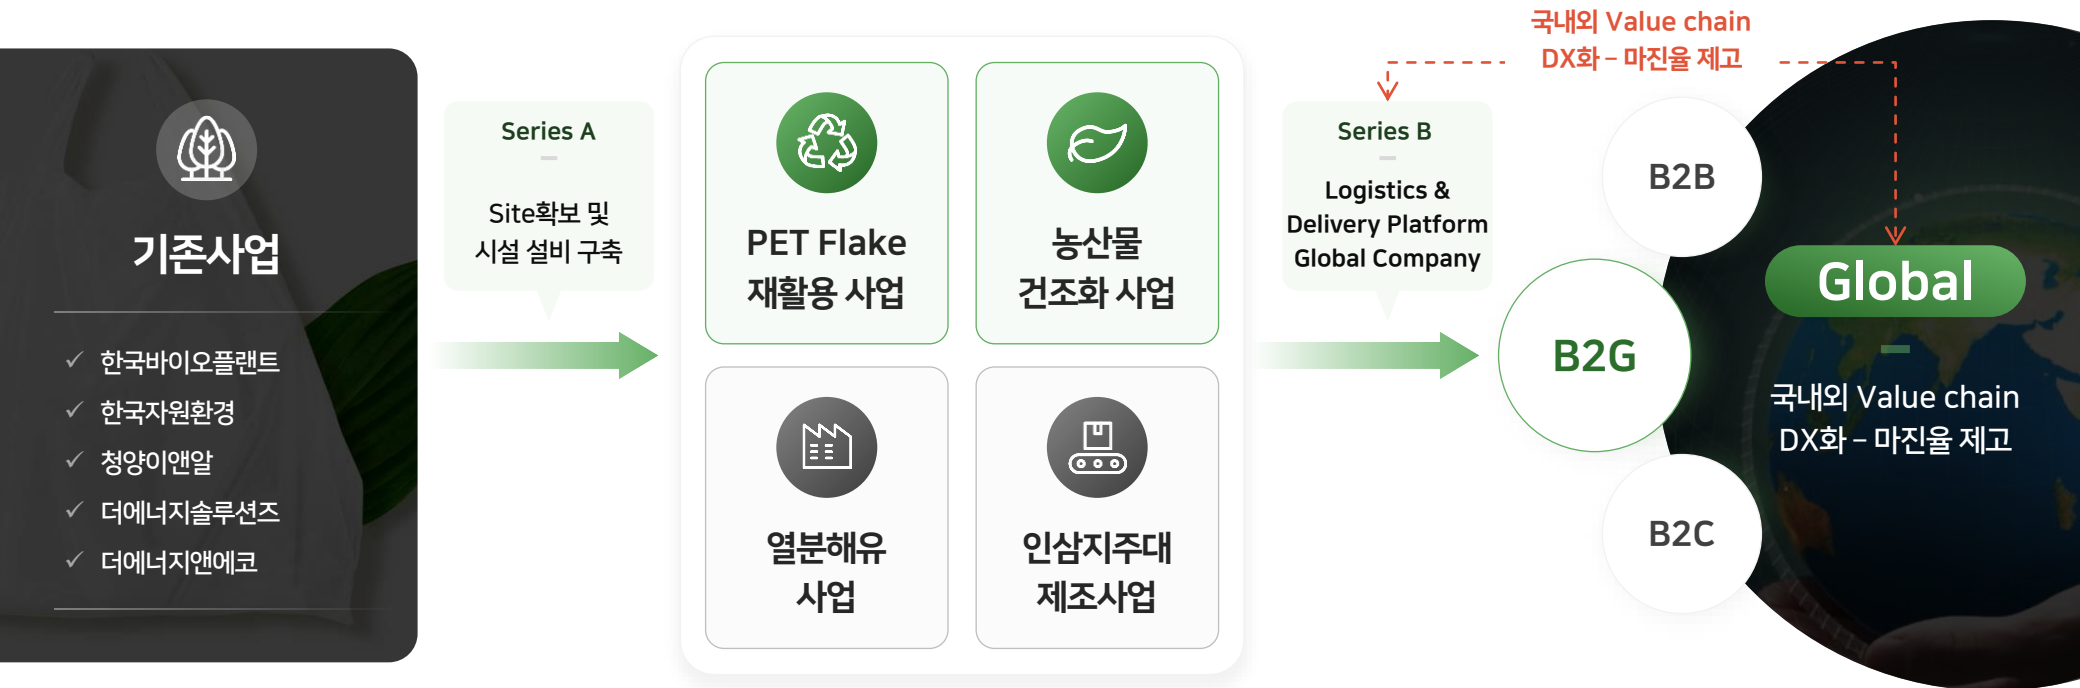 기존사업
한국바이오플랜트
한국자원환경
청양이앤알
더에너지솔루션즈
더에너지앤에코
Series A
Site확보 및
시설 설비 구축
PET Flake
재활용 사업
농산물
건조화 사업
열분해유
사업
인삼지주대
제조사업
국내외 Value chain
DX화 – 마진율 제고
Series B
Logistics &
Delivery Platform
Global Company
B2B
B2G
B2C
Global
국내외 Value chain
DX화 – 마진율 제고